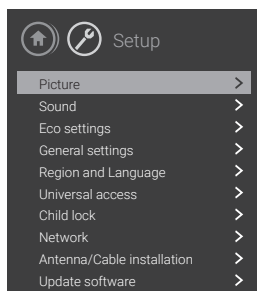 Setup
Picture
Sound
Eco settings
General settings
Region and Language
Universal access
Child lock
Network
Antenna/Cable installation
Update software